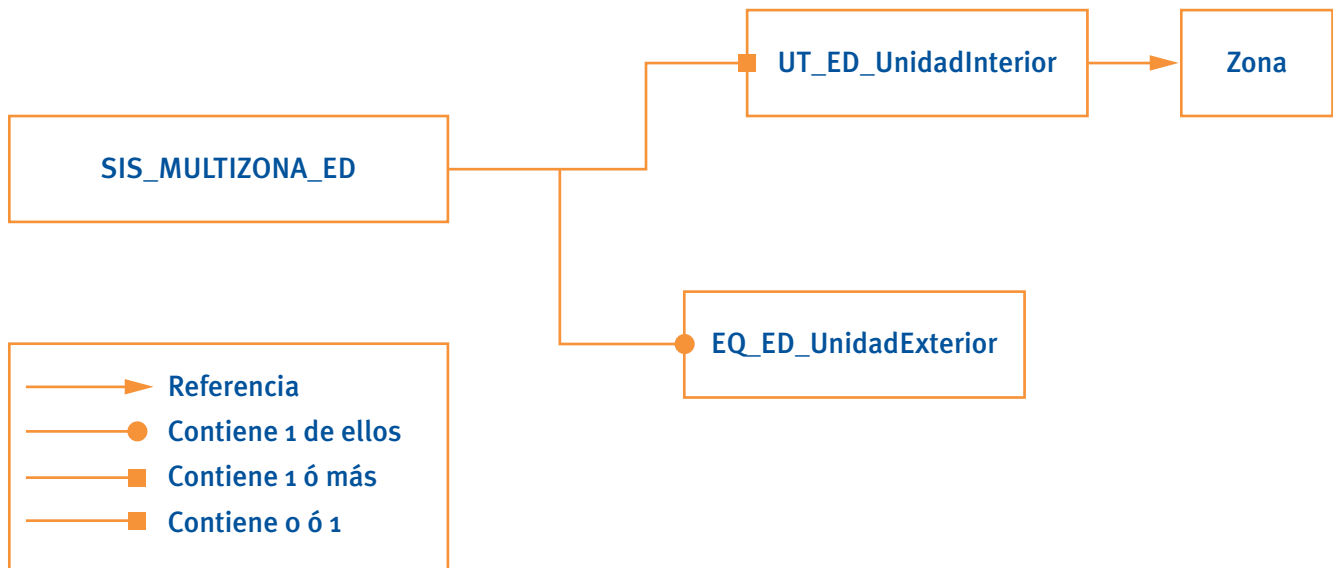 UT_ED_UnidadInterior
Zona
SIS_MULTIZONA_ED
EQ_ED_UnidadExterior
Referencia
Contiene 1 de ellos
Contiene 1 ó más
Contiene 0 ó 1